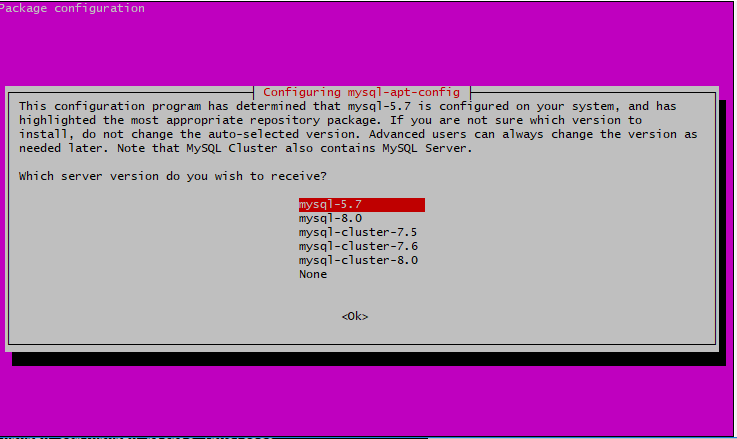 Package configuration
Configuring mysql-apt-config
This configuration program has determined that mysql-5.7 is configured on your system, and has
highlighted the most appropriate repository package. If you are not sure which version to
install, do not change the auto-selected version. Advanced users can always change the version as
needed later. Note that MySQL Cluster also contains MySQL Server.
Which server version do you wish to receive?
mysql-5.7
mysql-8.0
mysql-cluster-7.5
mysql-cluster-7.6
mysql-cluster-8.0
None
<Ok>